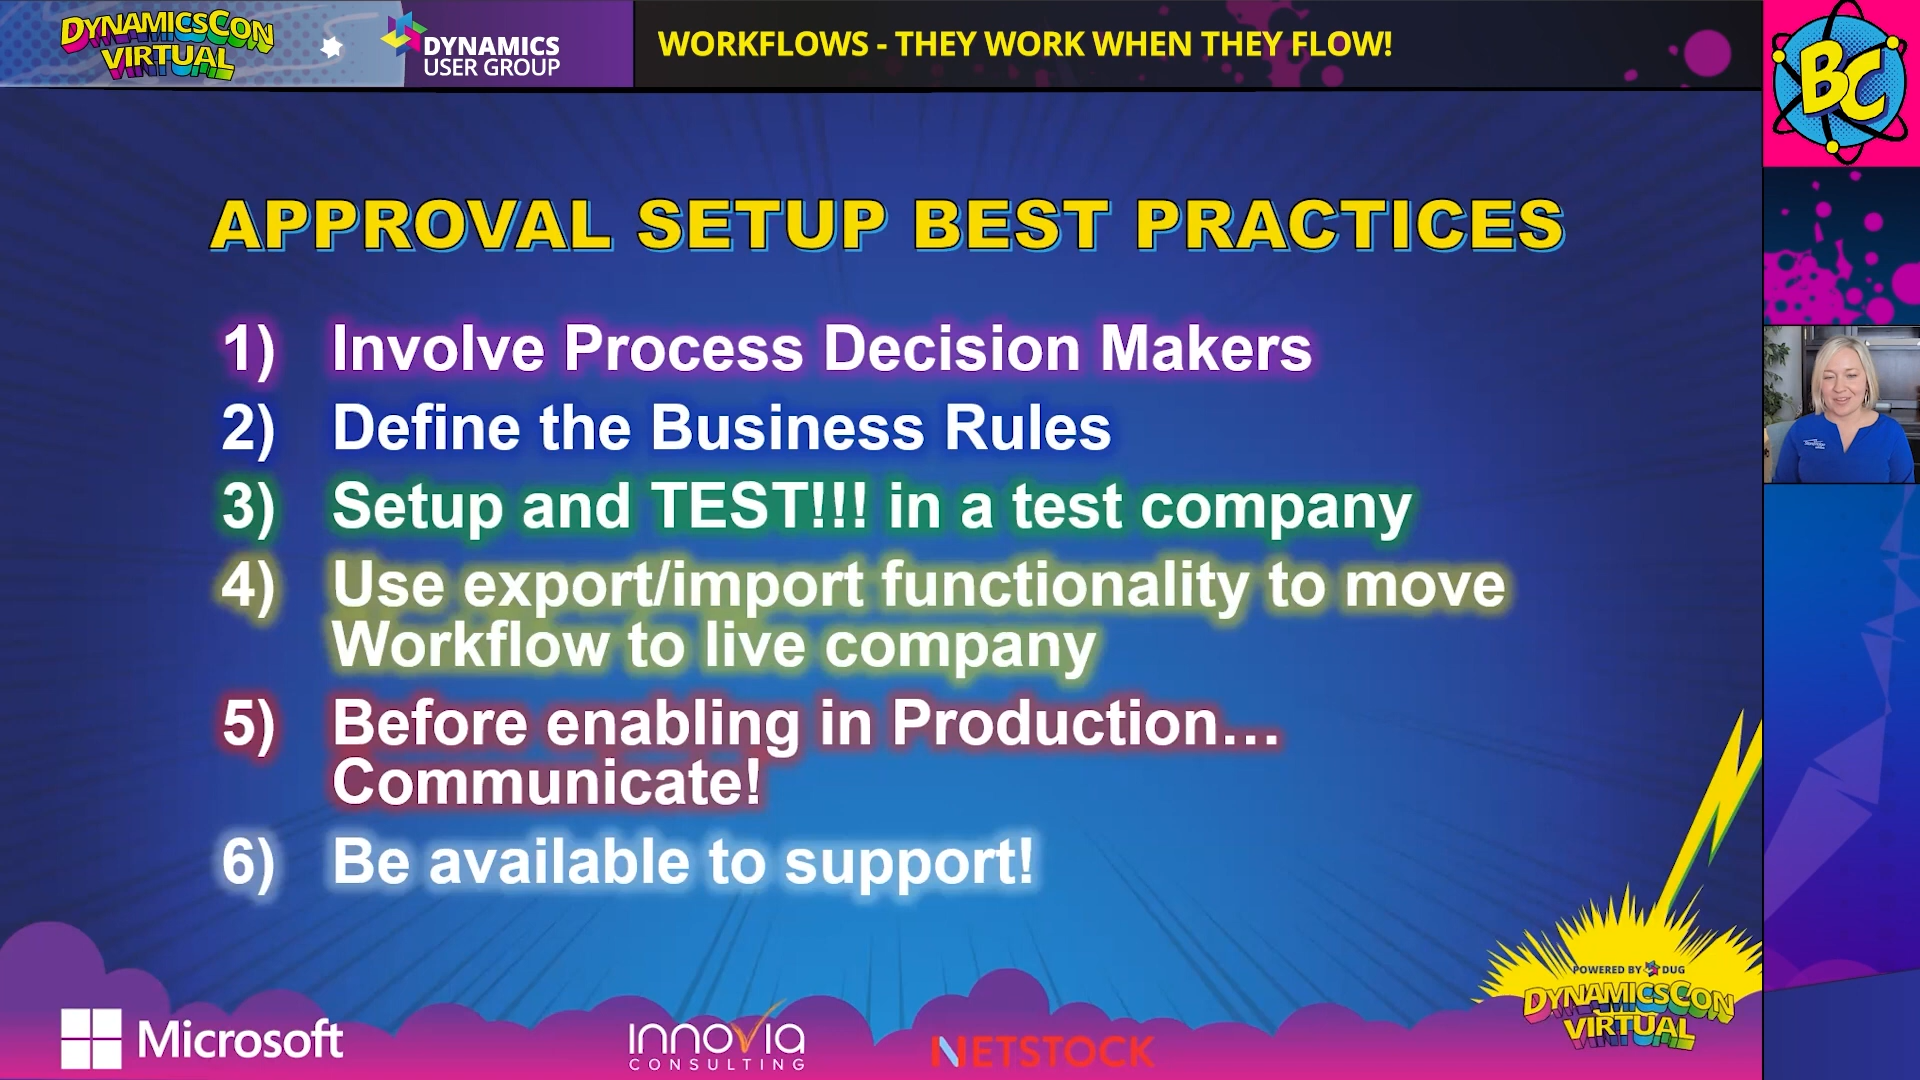 DYNAMICSCON
VIRTUAL
DYNAMICS
USER GROUP
WORKFLOWS - THEY WORK WHEN THEY FLOW!
BC
APPROVAL SETUP BEST PRACTICES
1) Involve Process Decision Makers
2) Define the Business Rules
3) Setup and TEST!!! in a test company
4) Use export/import functionality to move
Workflow to live company
5) Before enabling in Production…
Communicate!
6) Be available to support!
POWERED BY DUG
DYNAMICSCON
VIRTUAL
Microsoft
INNOVIA
CONSULTING
NETSTOCK